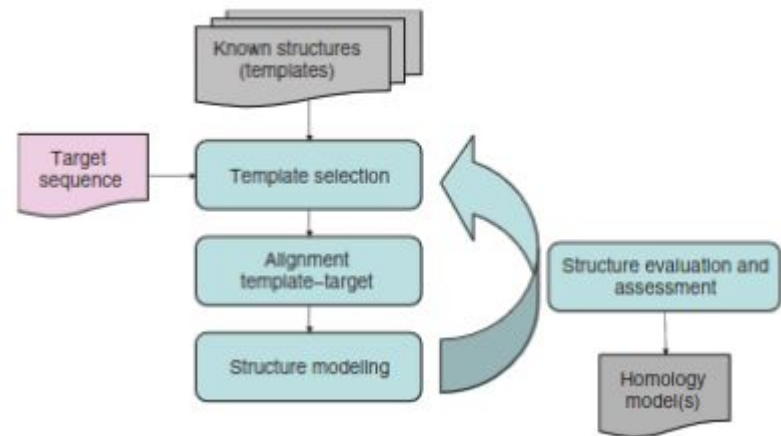 Known structures
(templates)
Target
sequence
Template selection
Alignment
template–target
Structure modeling
Structure evaluation and
assessment
Homology
model(s)